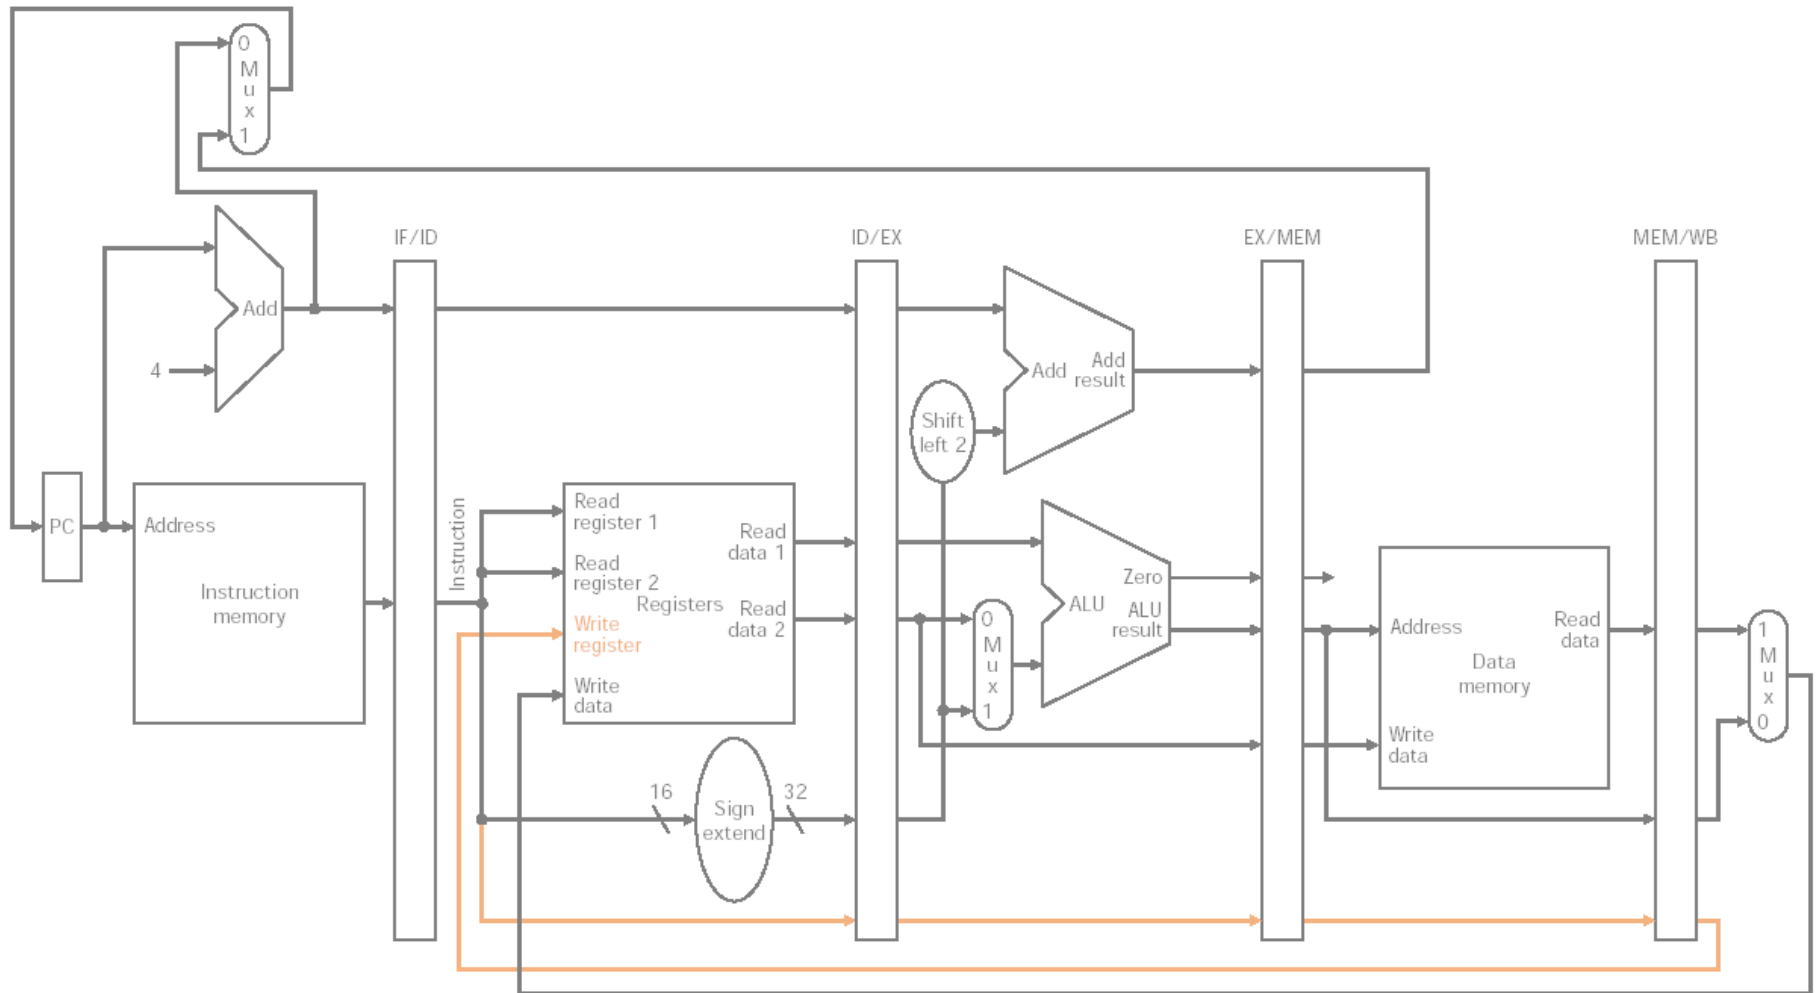 0
M
u
x
1
IF/ID
ID/EX
EX/MEM
MEM/WB
Add
4
Add
Add
result
Shift
left 2
PC
Address
Instruction
memory
Instruction
Read
register 1
Read
register 2
Write
register
Write
data
Registers
Read
data 1
Read
data 2
0
M
u
x
1
Zero
ALU
ALU
result
Address
Read
data
Data
memory
Write
data
1
M
u
x
0
16
Sign
extend
32